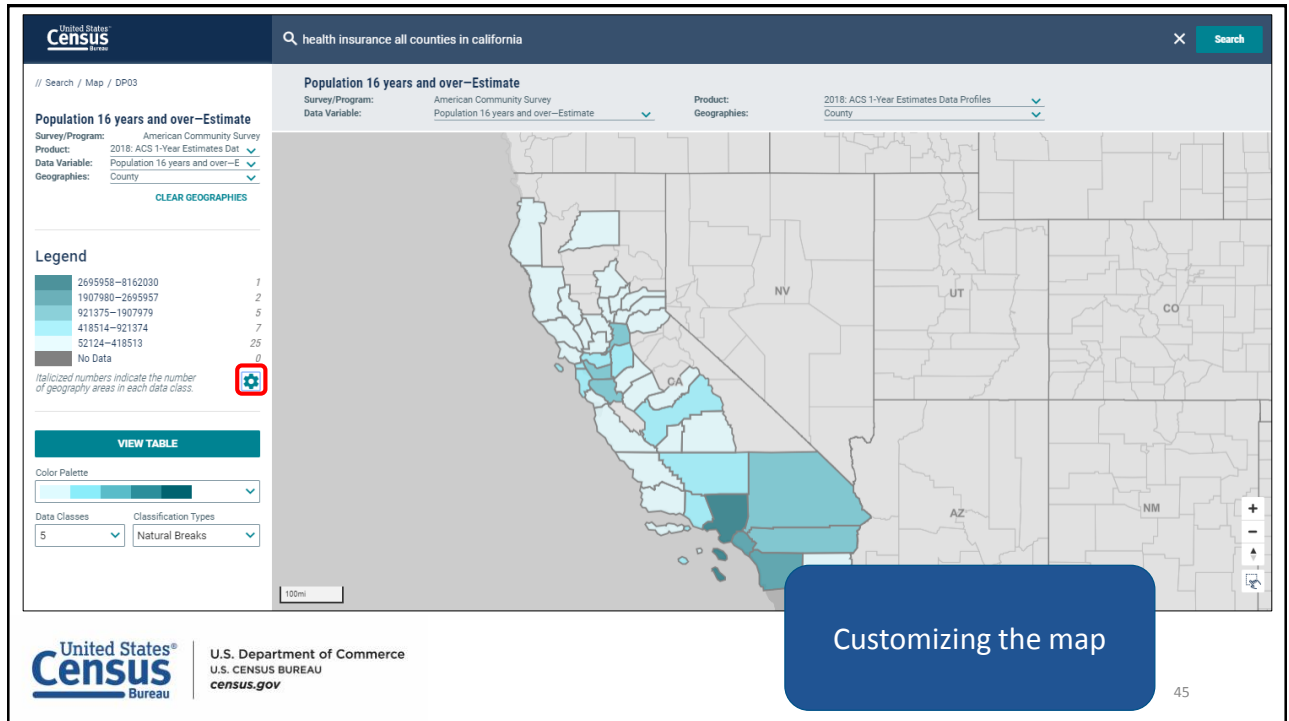 United States®
Census
Bureau
health insurance all counties in california
Search
// Search / Map / DP03
Population 16 years and over—Estimate
Survey/Program: American Community Survey
Product: 2018: ACS 1-Year Estimates Dat
Data Variable: Population 16 years and over—E
Geographies: County
CLEAR GEOGRAPHIES
Population 16 years and over—Estimate
Survey/Program: American Community Survey Product: 2018: ACS 1-Year Estimates Data Profiles
Data Variable: Population 16 years and over—Estimate Geographies: County
Legend
2695958—8162030 1
1907980—2695957 2
921375—1907979 5
418514—921374 7
52124—418513 25
No Data 0
Italicized numbers indicate the number
of geography areas in each data class.
VIEW TABLE
Color Palette
Data Classes Classification Types
5 Natural Breaks
NV
UT
CO
CA
AZ
NM
+
−
100mi
Customizing the map
United States®
Census
Bureau
U.S. Department of Commerce
U.S. CENSUS BUREAU
census.gov
45